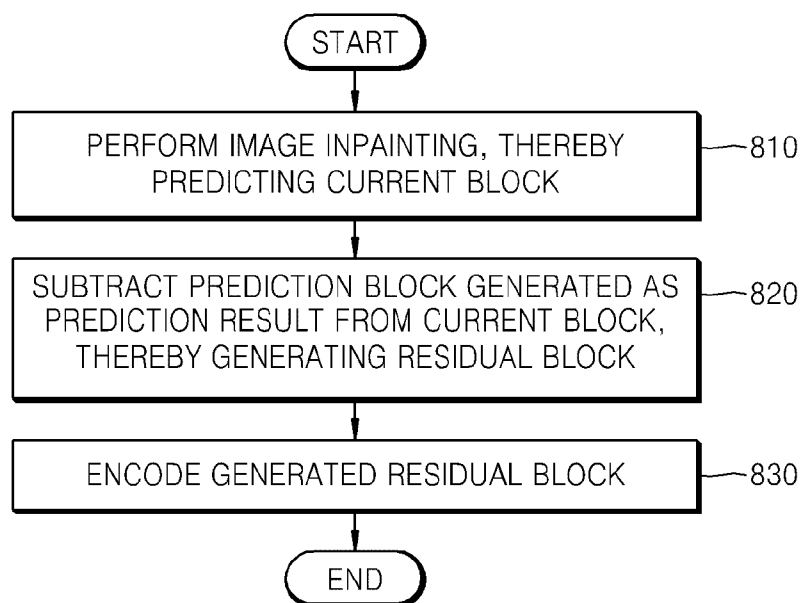 START
PERFORM IMAGE INPAINTING, THEREBY
PREDICTING CURRENT BLOCK
810
SUBTRACT PREDICTION BLOCK GENERATED AS
PREDICTION RESULT FROM CURRENT BLOCK,
THEREBY GENERATING RESIDUAL BLOCK
820
ENCODE GENERATED RESIDUAL BLOCK
830
END